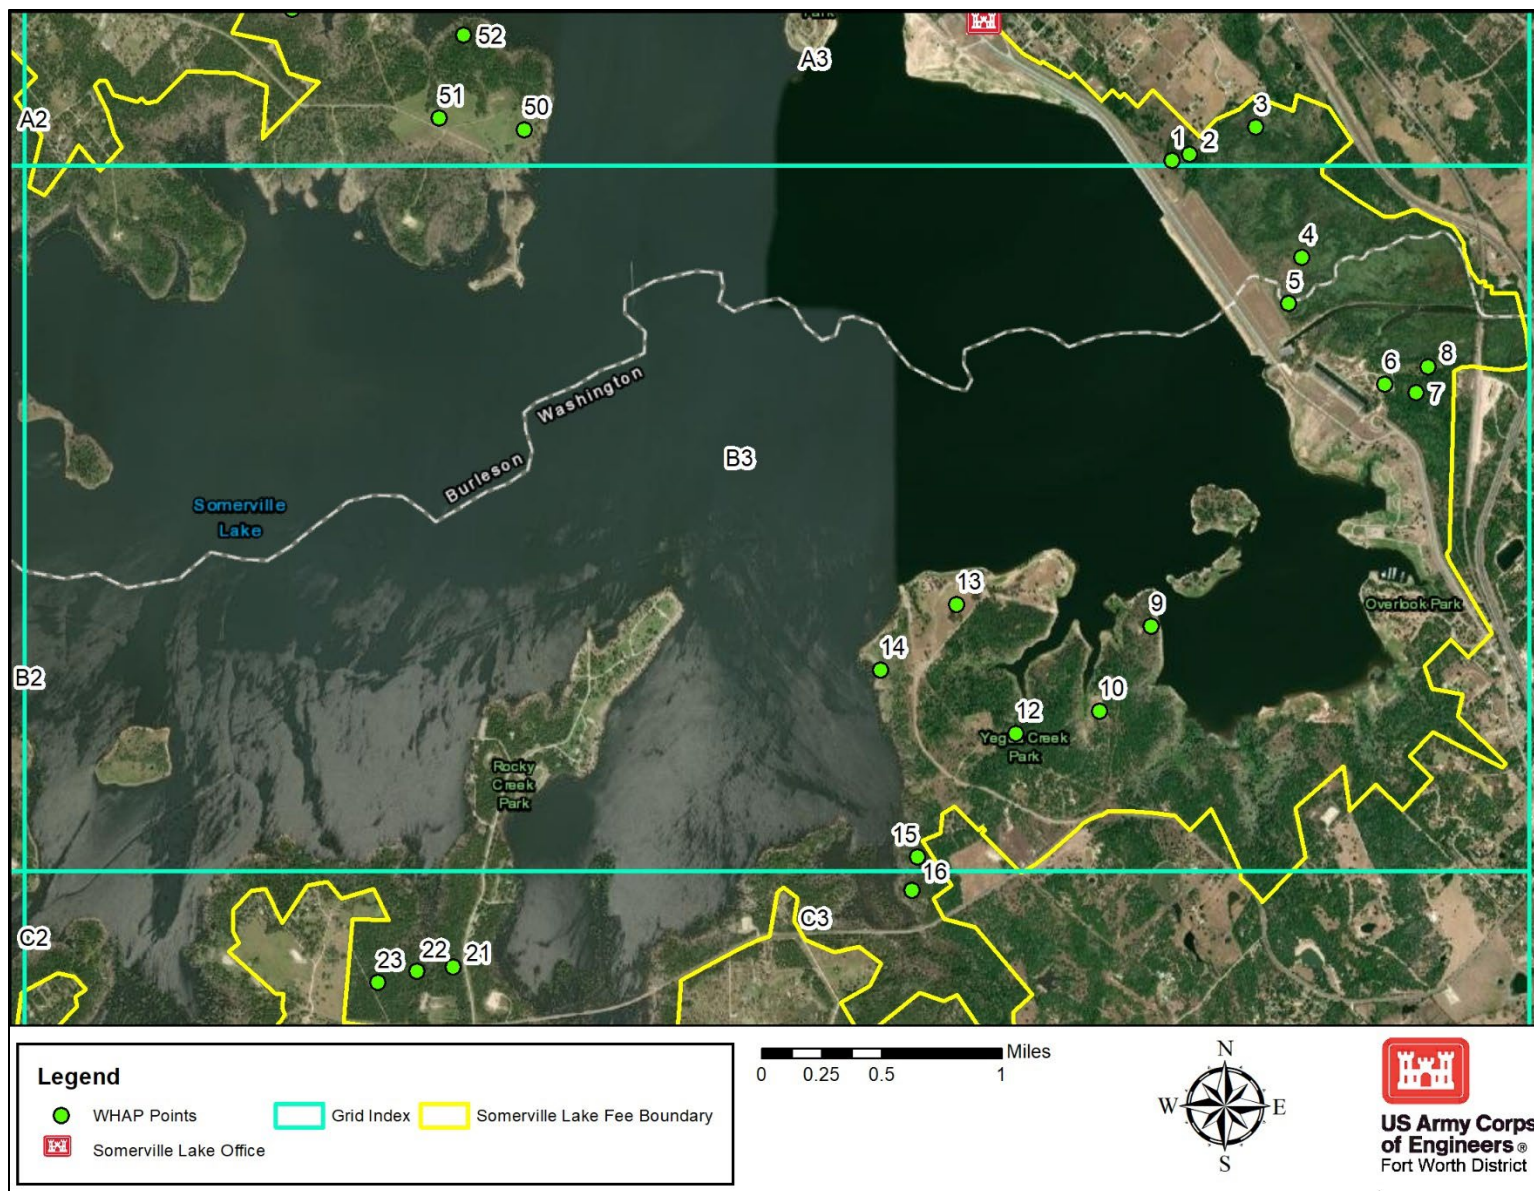 Park
52
A3
51
50
3
A2
1
2
4
5
8
6
7
Washington
B3
Burleson
Somerville
Lake
13
Overlook Park
9
14
B2
10
12
Yegua Creek
Park
Rocky
Creek
Park
15
16
C3
C2
21
22
23
Legend
WHAP Points
Grid Index
Somerville Lake Fee Boundary
Somerville Lake Office
Miles
0 0.25 0.5 1
N
W E
S
US Army Corps
of Engineers ®
Fort Worth District